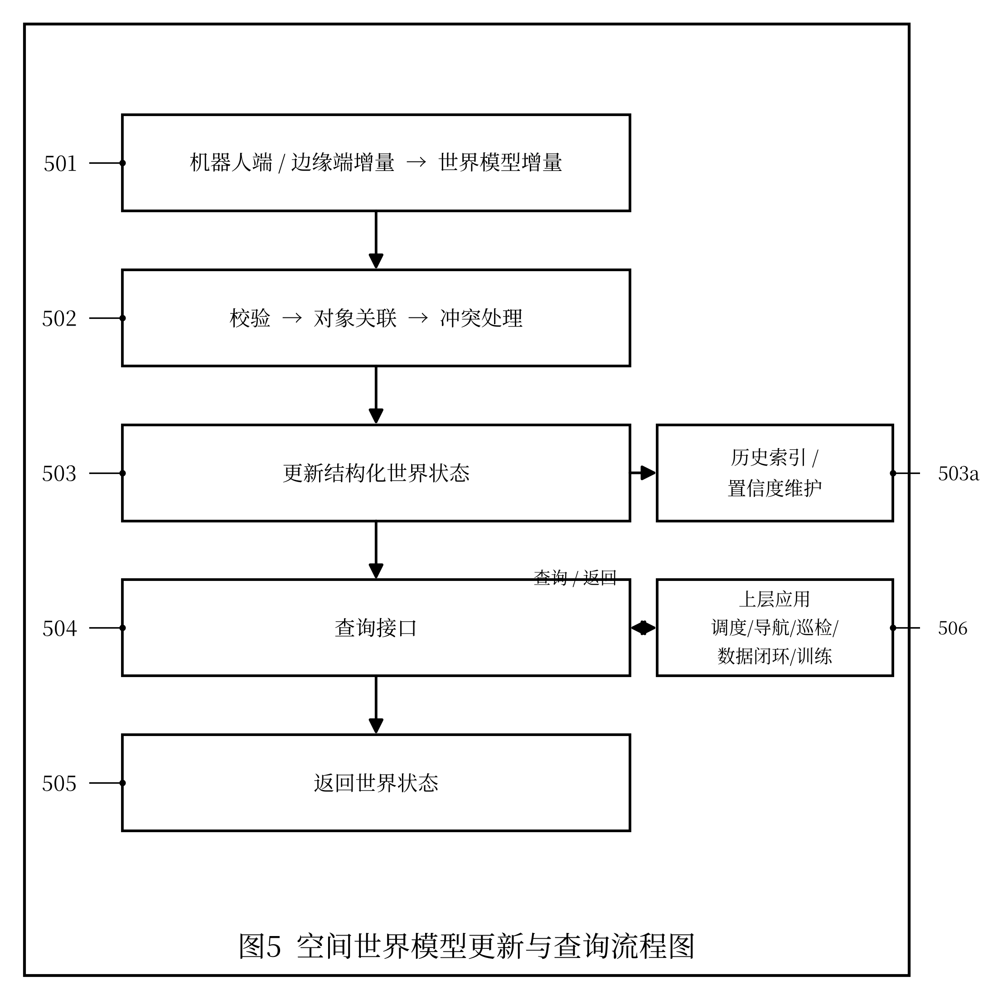 501
机器人端 / 边缘端增量 → 世界模型增量
502
校验 → 对象关联 → 冲突处理
503
更新结构化世界状态
历史索引 /
置信度维护
503a
查询 / 返回
504
查询接口
上层应用
调度/导航/巡检/
数据闭环/训练
506
505
返回世界状态
图5 空间世界模型更新与查询流程图